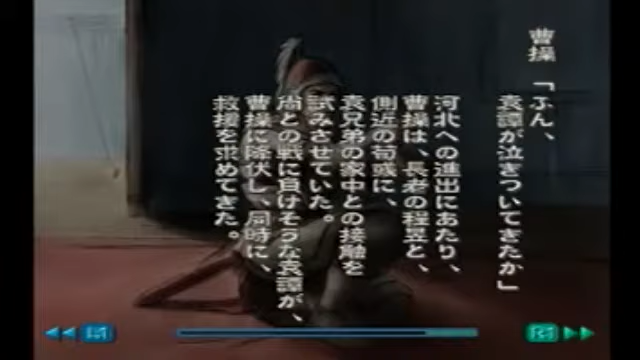 曹操「ふん、
袁譚が泣きついてきたか」
河北への進出にあたり、
曹操は、長老の程昱と、
側近の荀彧に、
袁兄弟の家中との接触を
試みさせていた。
尚との戦に負けそうな袁譚が、
曹操に降伏し、同時に、
救援を求めてきた。